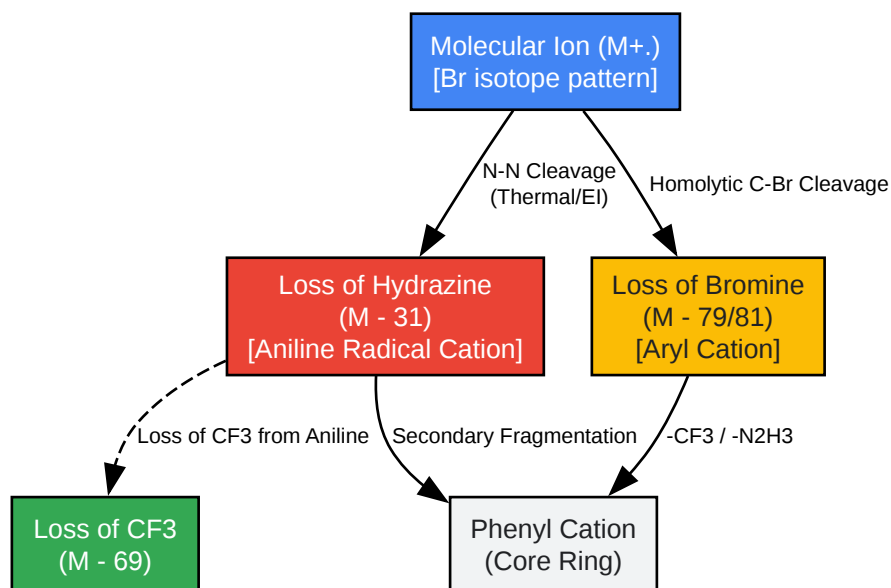 Molecular Ion (M+.)
[Br isotope pattern]
N-N Cleavage
(Thermal/EI)
Homolytic C-Br Cleavage
Loss of Hydrazine
(M - 31)
[Aniline Radical Cation]
Loss of Bromine
(M - 79/81)
[Aryl Cation]
Loss of CF3 from Aniline
Secondary Fragmentation
-CF3 / -N2H3
Loss of CF3
(M - 69)
Phenyl Cation
(Core Ring)